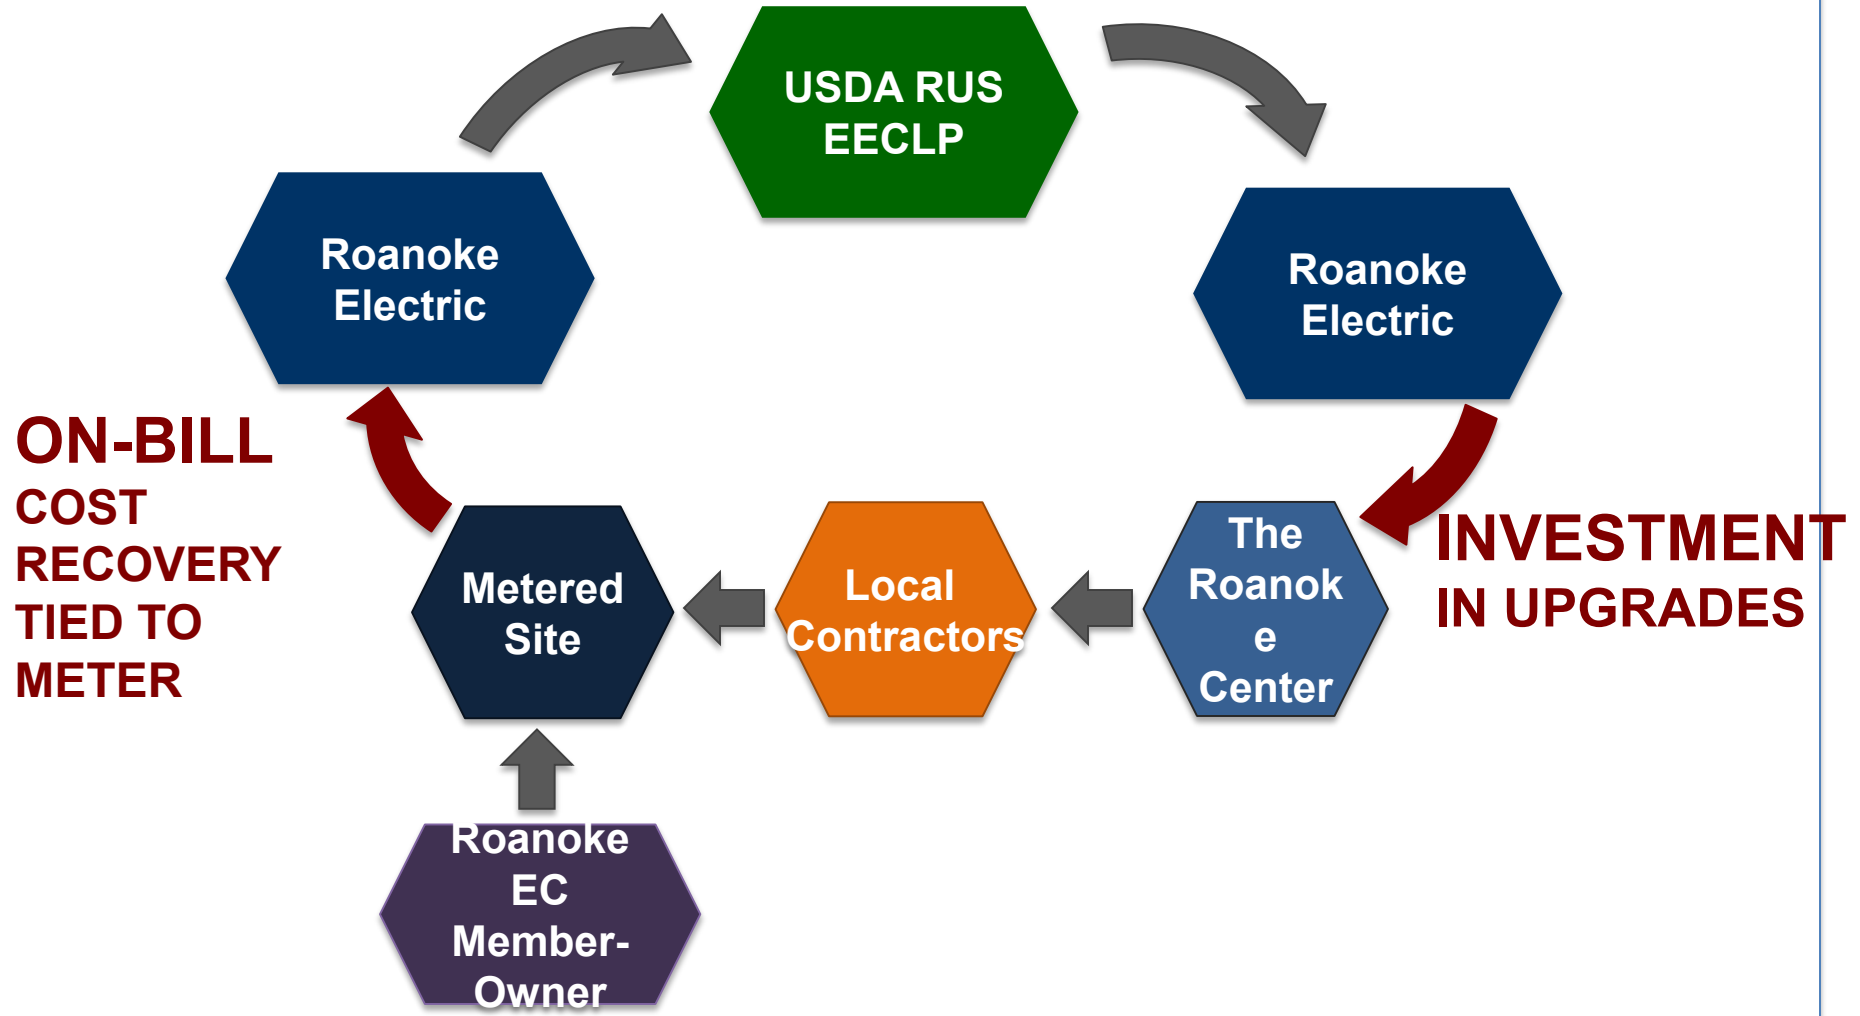 USDA RUS
EECLP
Roanoke
Electric
Roanoke
Electric
ON-BILL
COST
RECOVERY
TIED TO
METER
Metered
Site
Local
Contractors
The
Roanok
e
Center
INVESTMENT
IN UPGRADES
Roanoke
EC
Member-
Owner